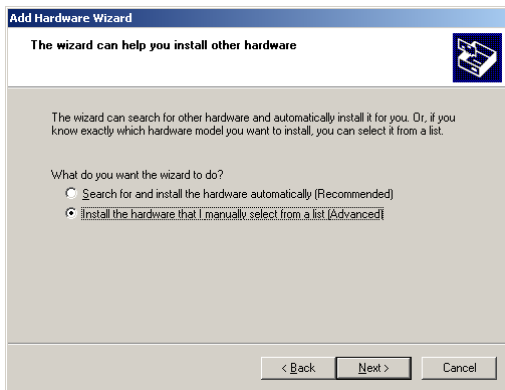 Add Hardware Wizard
The wizard can help you install other hardware
The wizard can search for other hardware and automatically install it for you. Or, if you
know exactly which hardware model you want to install, you can select it from a list.
What do you want the wizard to do?
Search for and install the hardware automatically (Recommended)
Install the hardware that I manually select from a list (Advanced)
< Back Next > Cancel